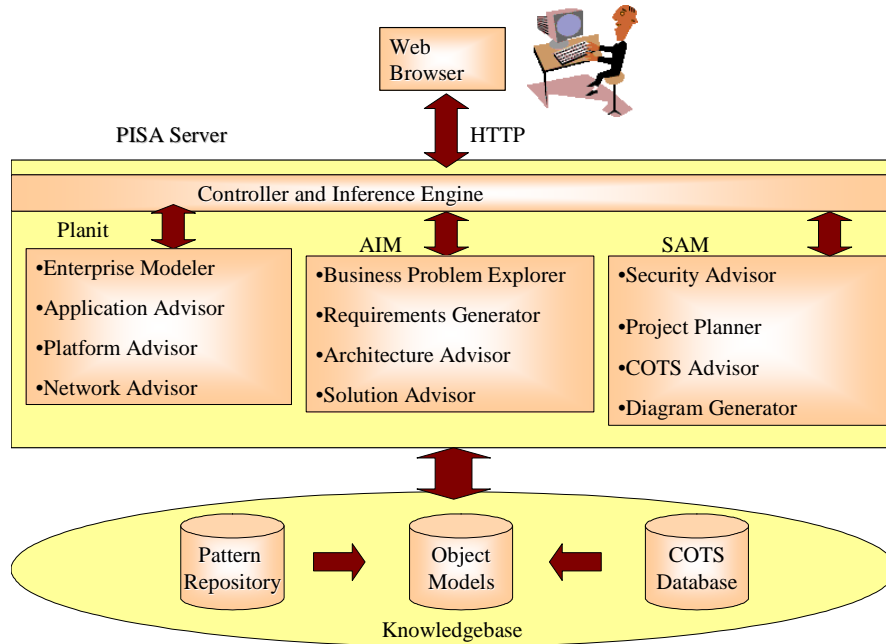 Web
Browser
PISA Server
HTTP
Controller and Inference Engine
Planit
•Enterprise Modeler
•Application Advisor
•Platform Advisor
•Network Advisor
AIM
•Business Problem Explorer
•Requirements Generator
•Architecture Advisor
•Solution Advisor
SAM
•Security Advisor
•Project Planner
•COTS Advisor
•Diagram Generator
Pattern
Repository
Object
Models
COTS
Database
Knowledgebase